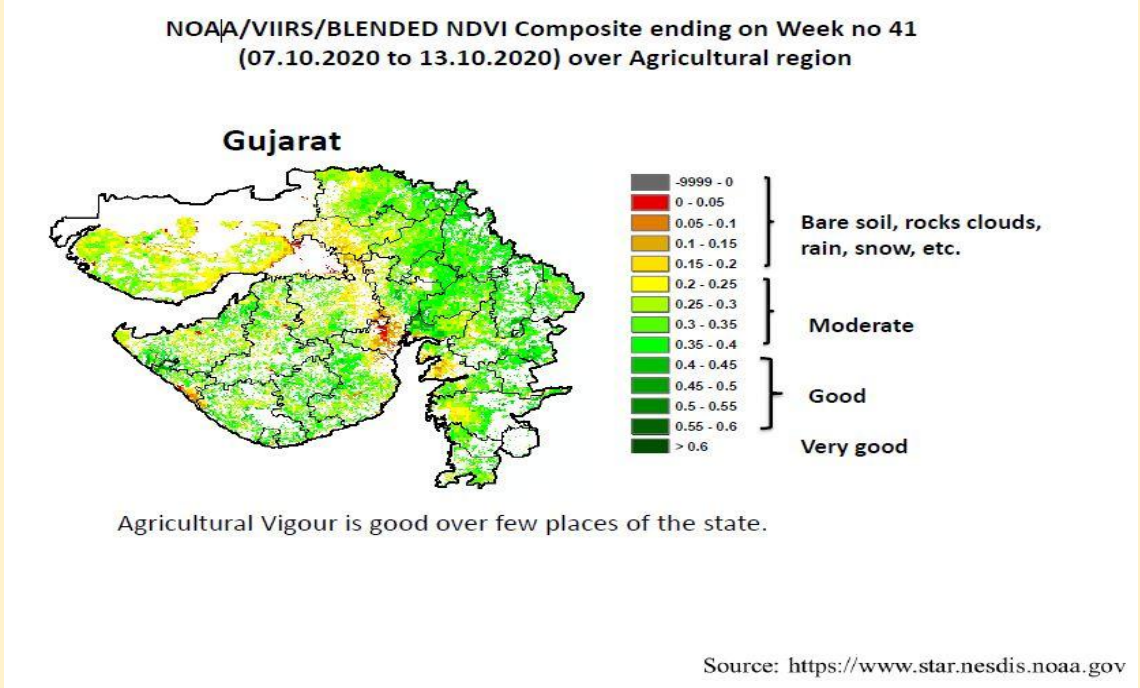 NOAA/VIIRS/BLENDED NDVI Composite ending on Week no 41
(07.10.2020 to 13.10.2020) over Agricultural region
Gujarat
-9999 - 0
0 - 0.05
0.05 - 0.1
0.1 - 0.15
0.15 - 0.2
0.2 - 0.25
0.25 - 0.3
0.3 - 0.35
0.35 - 0.4
0.4 - 0.45
0.45 - 0.5
0.5 - 0.55
0.55 - 0.6
> 0.6
Bare soil, rocks clouds,
rain, snow, etc.
Moderate
Good
Very good
Agricultural Vigour is good over few places of the state.
Source: https://www.star.nesdis.noaa.gov